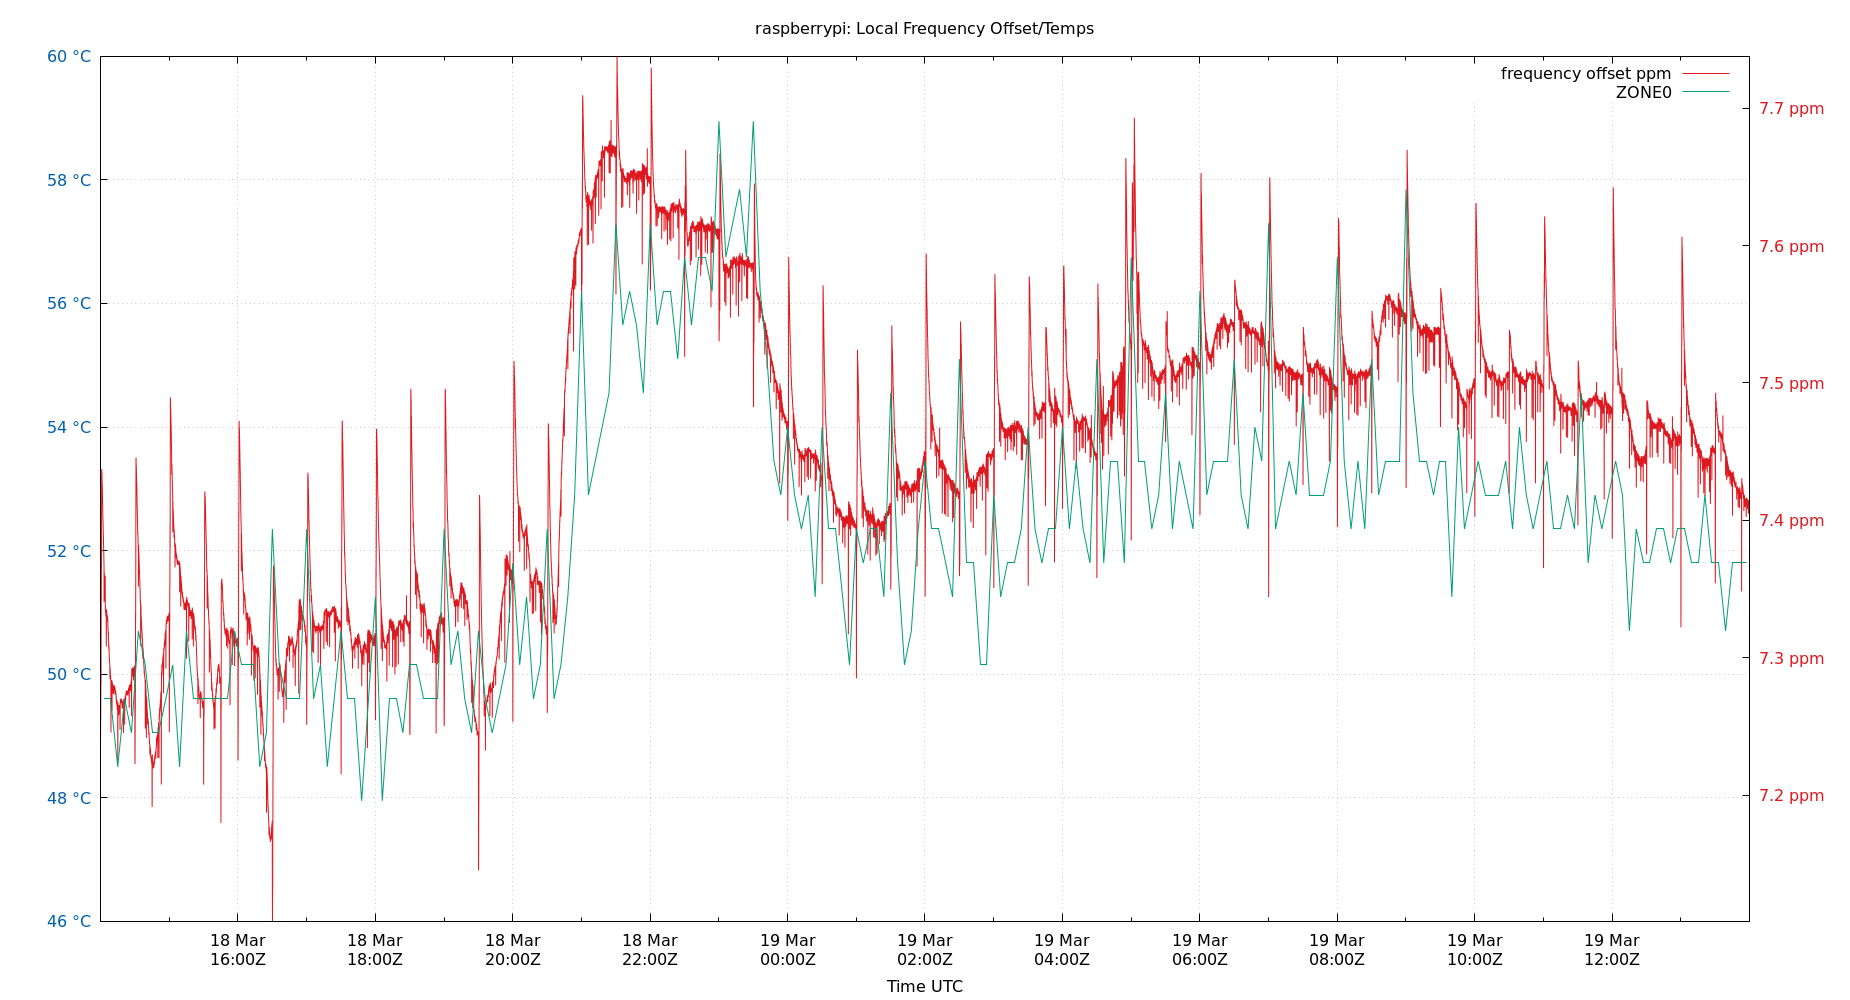 raspberrypi: Local Frequency Offset/Temps
frequency offset ppm
ZONE0
60 °C
58 °C
56 °C
54 °C
52 °C
50 °C
48 °C
46 °C
7.7 ppm
7.6 ppm
7.5 ppm
7.4 ppm
7.3 ppm
7.2 ppm
18 Mar
16:00Z
18 Mar
18:00Z
18 Mar
20:00Z
18 Mar
22:00Z
19 Mar
00:00Z
19 Mar
02:00Z
19 Mar
04:00Z
19 Mar
06:00Z
19 Mar
08:00Z
19 Mar
10:00Z
19 Mar
12:00Z
Time UTC